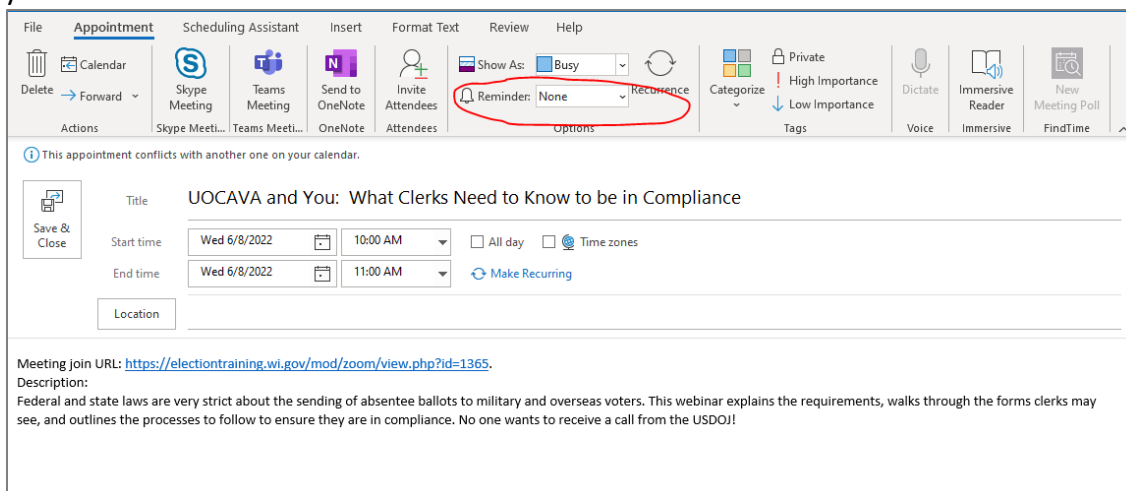 File Appointment Scheduling Assistant Insert Format Text Review Help
Calendar Show As: Busy Private
High Importance
Delete Forward Skype Meeting Teams Meeting Send to OneNote Invite Attendees Reminder: None Recurrence Categorize Low Importance Dictate Immersive Reader New Meeting Poll
Actions Skype Meeti... Teams Meeti... OneNote Attendees Options Tags Voice Immersive FindTime
This appointment conflicts with another one on your calendar.
Save & Close
Title UOCAVA and You: What Clerks Need to Know to be in Compliance
Start time Wed 6/8/2022 10:00 AM All day Time zones
End time Wed 6/8/2022 11:00 AM Make Recurring
Location
Meeting join URL: https://electiontraining.wi.gov/mod/zoom/view.php?id=1365.
Description:
Federal and state laws are very strict about the sending of absentee ballots to military and overseas voters. This webinar explains the requirements, walks through the forms clerks may
see, and outlines the processes to follow to ensure they are in compliance. No one wants to receive a call from the USDOJ!